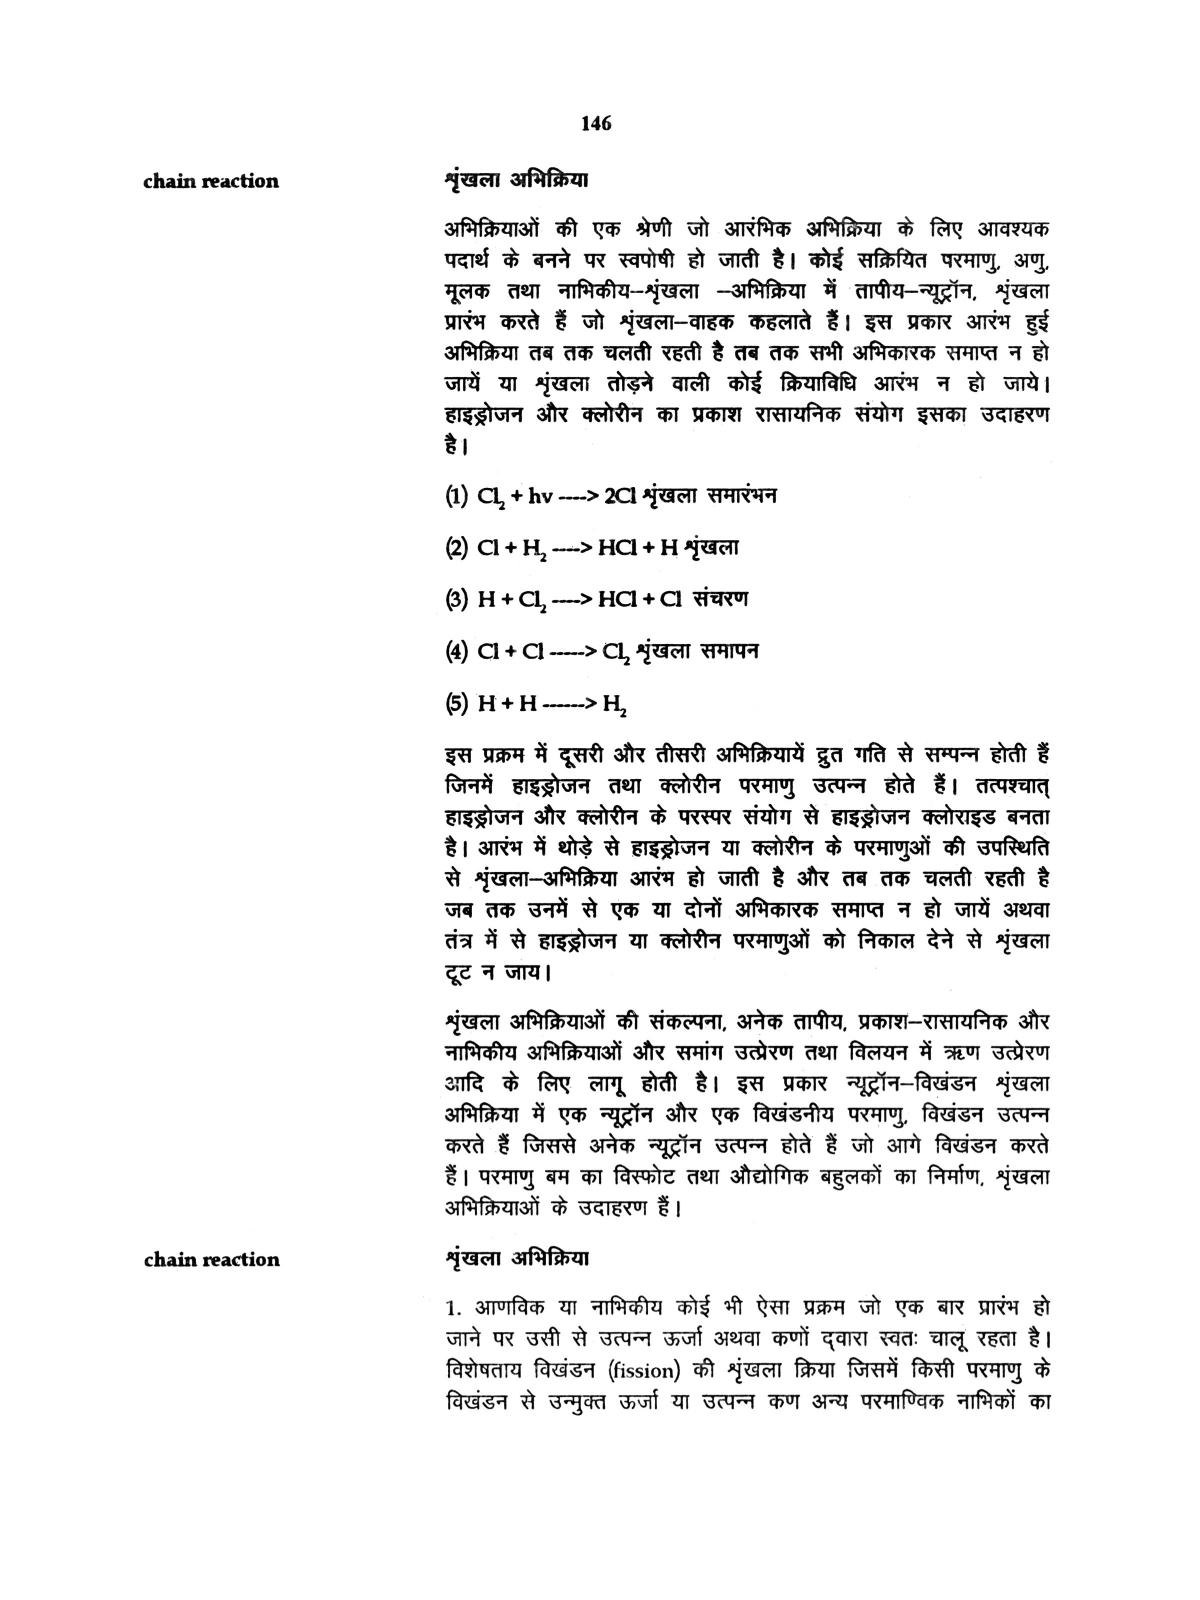 146
chain reaction शृंखला अभिक्रिया
अभिक्रियाओं की एक श्रेणी जो आरंभिक अभिक्रिया के लिए आवश्यक
पदार्थ के बनने पर स्वपोषी हो जाती है। कोई सक्रियित परमाणु, अणु,
मूलक तथा नाभिकीय–शृंखला –अभिक्रिया में तापीय–न्यूट्रॉन, शृंखला
प्रारंभ करते हैं जो शृंखला–वाहक कहलाते हैं। इस प्रकार आरंभ हुई
अभिक्रिया तब तक चलती रहती है तब तक सभी अभिकारक समाप्त न हो
जायें या शृंखला तोड़ने वाली कोई क्रियाविधि आरंभ न हो जाये।
हाइड्रोजन और क्लोरीन का प्रकाश रासायनिक संयोग इसका उदाहरण
है।
(1) Cl₂ + hv ----> 2Cl शृंखला समारंभन
(2) Cl + H₂ ----> HCl + H शृंखला
(3) H + Cl₂ ----> HCl + Cl संचरण
(4) Cl + Cl -----> Cl₂ शृंखला समापन
(5) H + H ------> H₂
इस प्रक्रम में दूसरी और तीसरी अभिक्रियायें द्रुत गति से सम्पन्न होती हैं
जिनमें हाइड्रोजन तथा क्लोरीन परमाणु उत्पन्न होते हैं। तत्पश्चात्
हाइड्रोजन और क्लोरीन के परस्पर संयोग से हाइड्रोजन क्लोराइड बनता
है। आरंभ में थोड़े से हाइड्रोजन या क्लोरीन के परमाणुओं की उपस्थिति
से शृंखला–अभिक्रिया आरंभ हो जाती है और तब तक चलती रहती है
जब तक उनमें से एक या दोनों अभिकारक समाप्त न हो जायें अथवा
तंत्र में से हाइड्रोजन या क्लोरीन परमाणुओं को निकाल देने से शृंखला
टूट न जाय।
शृंखला अभिक्रियाओं की संकल्पना, अनेक तापीय, प्रकाश–रासायनिक और
नाभिकीय अभिक्रियाओं और समांग उत्प्रेरण तथा विलयन में ऋण उत्प्रेरण
आदि के लिए लागू होती है। इस प्रकार न्यूट्रॉन–विखंडन शृंखला
अभिक्रिया में एक न्यूट्रॉन और एक विखंडनीय परमाणु, विखंडन उत्पन्न
करते हैं जिससे अनेक न्यूट्रॉन उत्पन्न होते हैं जो आगे विखंडन करते
हैं। परमाणु बम का विस्फोट तथा औद्योगिक बहुलकों का निर्माण, शृंखला
अभिक्रियाओं के उदाहरण हैं।
chain reaction शृंखला अभिक्रिया
1. आणविक या नाभिकीय कोई भी ऐसा प्रक्रम जो एक बार प्रारंभ हो
जाने पर उसी से उत्पन्न ऊर्जा अथवा कणों द्वारा स्वतः चालू रहता है।
विशेषताय विखंडन (fission) की शृंखला क्रिया जिसमें किसी परमाणु के
विखंडन से उन्मुक्त ऊर्जा या उत्पन्न कण अन्य परमाण्विक नाभिकों का